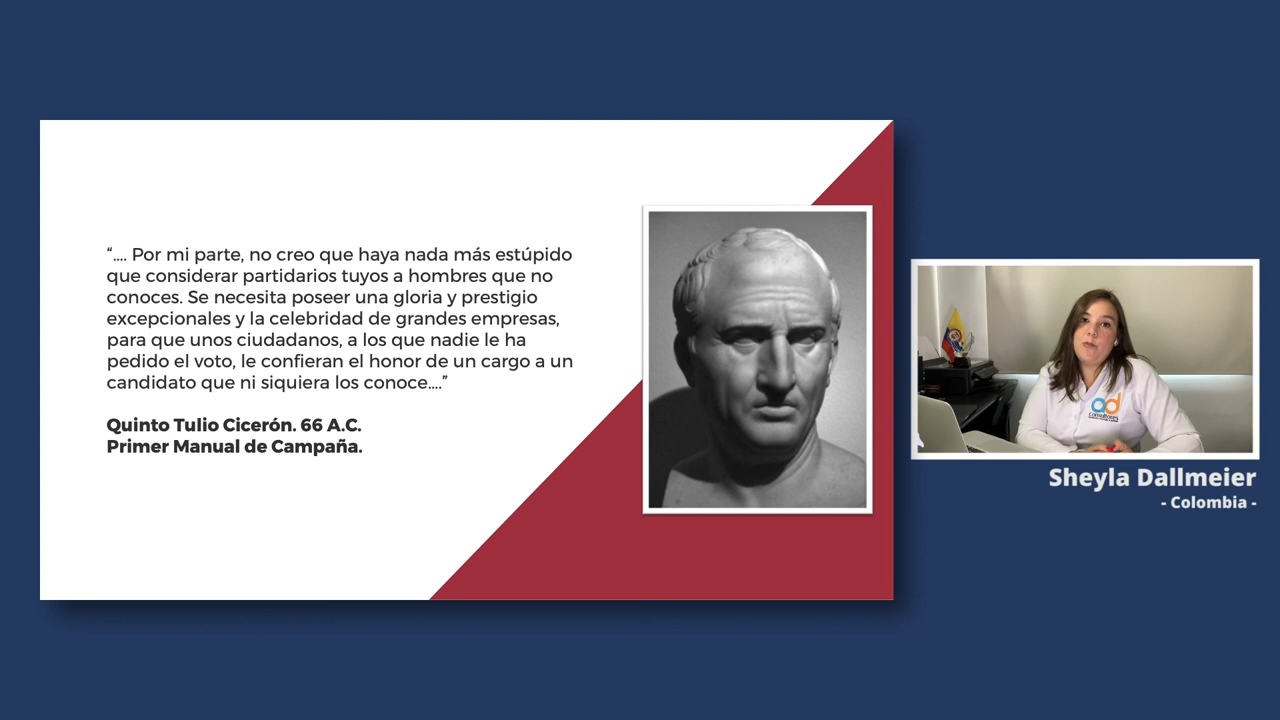 “.... Por mi parte, no creo que haya nada más estúpido
que considerar partidarios tuyos a hombres que no
conoces. Se necesita poseer una gloria y prestigio
excepcionales y la celebridad de grandes empresas,
para que unos ciudadanos, a los que nadie le ha
pedido el voto, le confieran el honor de un cargo a un
candidato que ni siquiera los conoce....”
Quinto Tulio Cicerón. 66 A.C.
Primer Manual de Campaña.
ad
Consultores
Sheyla Dallmeier
- Colombia -